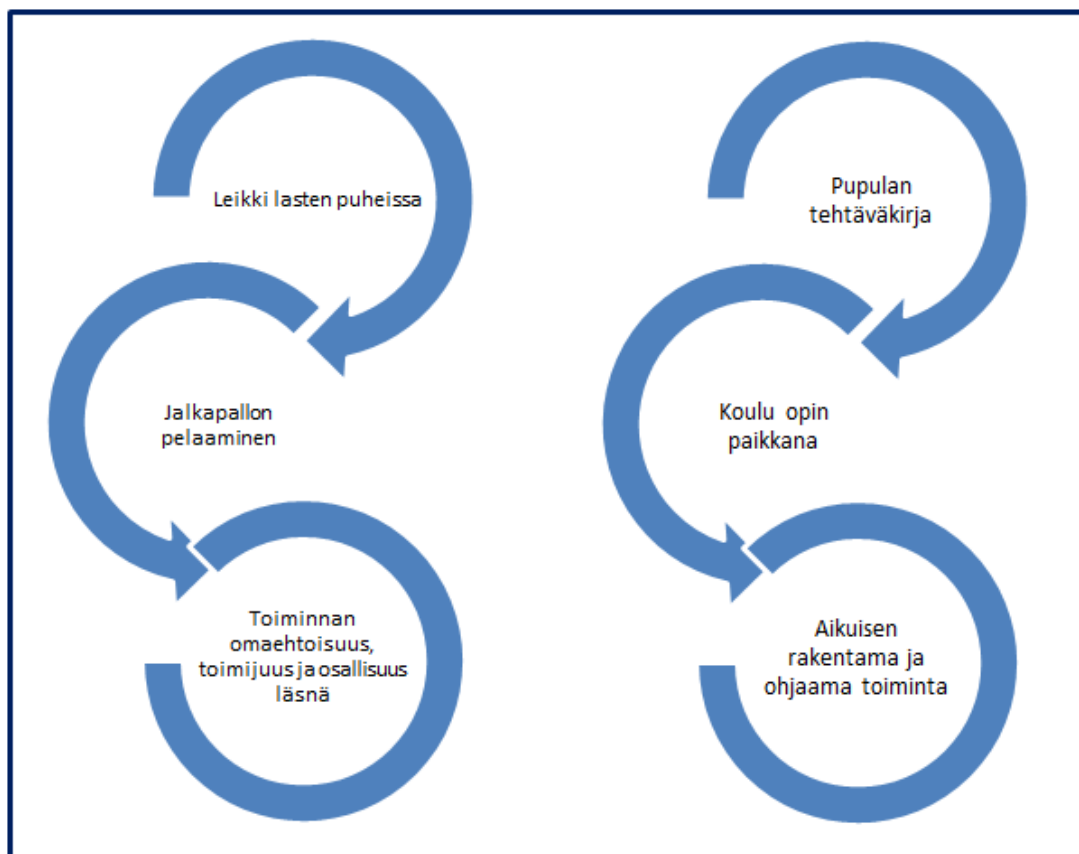 Leikki lasten puheissa
Jalkapallon
pelaaminen
Toiminnan
omaehtoisuus,
toimijuus ja osallisuus
läsnä
Pupulan
tehtäväkirja
Koulu opin
paikkana
Aikuisen
rakentama ja
ohjaama toiminta